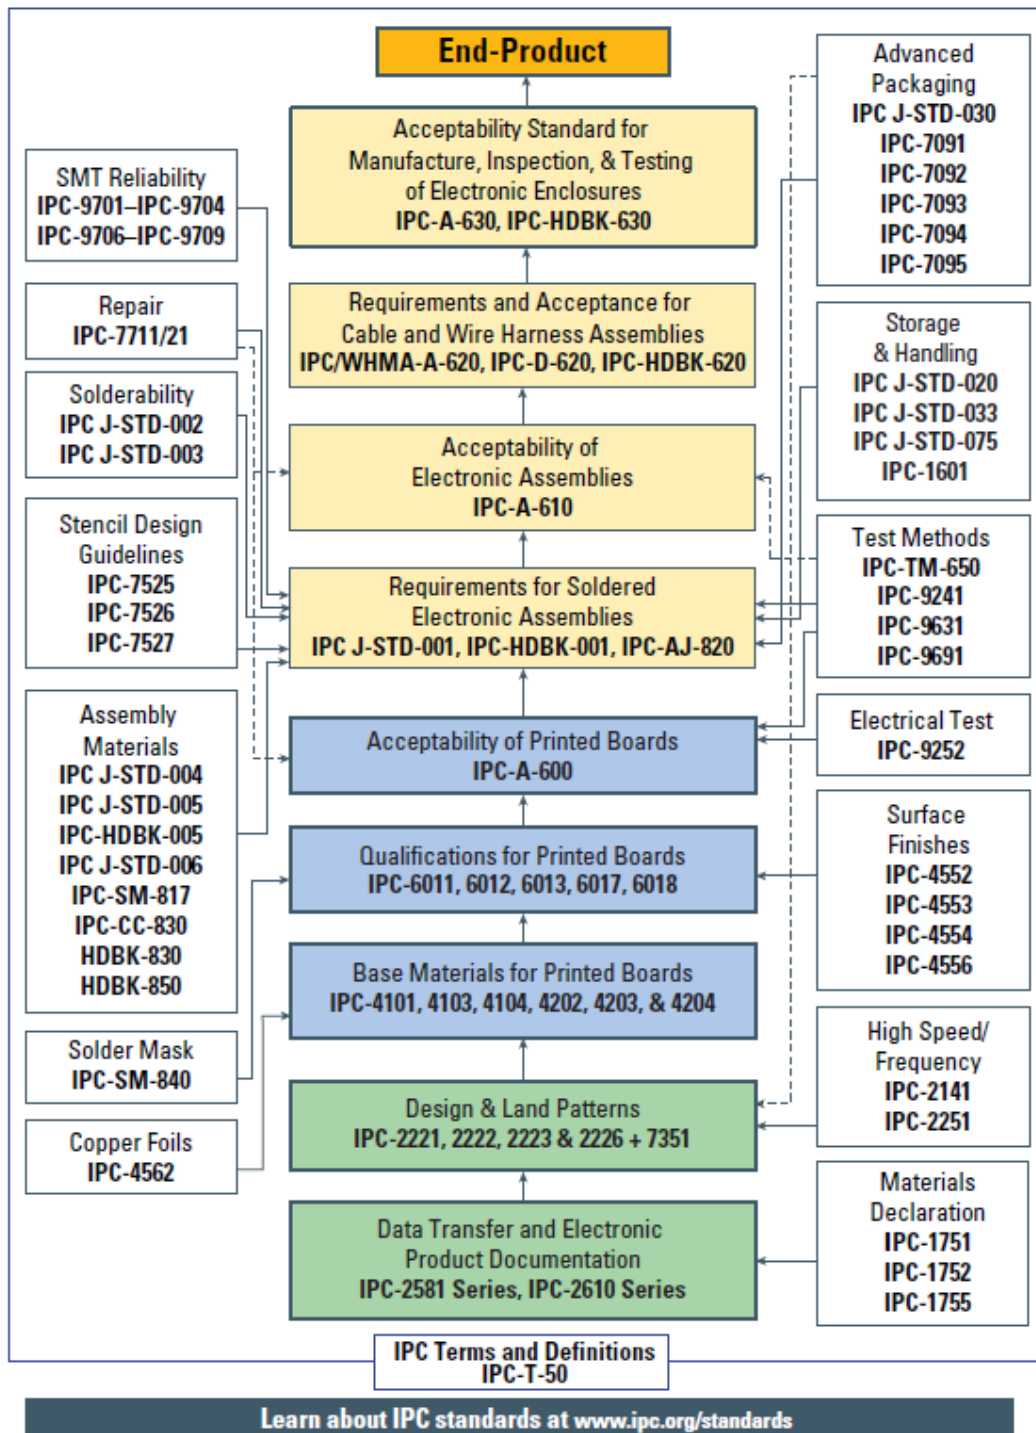 End-Product
Acceptability Standard for
Manufacture, Inspection, & Testing
of Electronic Enclosures
IPC-A-630, IPC-HDBK-630
Requirements and Acceptance for
Cable and Wire Harness Assemblies
IPC/WHMA-A-620, IPC-D-620, IPC-HDBK-620
Acceptability of
Electronic Assemblies
IPC-A-610
Requirements for Soldered
Electronic Assemblies
IPC J-STD-001, IPC-HDBK-001, IPC-AJ-820
Acceptability of Printed Boards
IPC-A-600
Qualifications for Printed Boards
IPC-6011, 6012, 6013, 6017, 6018
Base Materials for Printed Boards
IPC-4101, 4103, 4104, 4202, 4203, & 4204
Design & Land Patterns
IPC-2221, 2222, 2223 & 2226 + 7351
Data Transfer and Electronic
Product Documentation
IPC-2581 Series, IPC-2610 Series
SMT Reliability
IPC-9701–IPC-9704
IPC-9706–IPC-9709
Repair
IPC-7711/21
Solderability
IPC J-STD-002
IPC J-STD-003
Stencil Design
Guidelines
IPC-7525
IPC-7526
IPC-7527
Assembly
Materials
IPC J-STD-004
IPC J-STD-005
IPC-HDBK-005
IPC J-STD-006
IPC-SM-817
IPC-CC-830
HDBK-830
HDBK-850
Solder Mask
IPC-SM-840
Copper Foils
IPC-4562
Advanced
Packaging
IPC J-STD-030
IPC-7091
IPC-7092
IPC-7093
IPC-7094
IPC-7095
Storage
& Handling
IPC J-STD-020
IPC J-STD-033
IPC J-STD-075
IPC-1601
Test Methods
IPC-TM-650
IPC-9241
IPC-9631
IPC-9691
Electrical Test
IPC-9252
Surface
Finishes
IPC-4552
IPC-4553
IPC-4554
IPC-4556
High Speed/
Frequency
IPC-2141
IPC-2251
Materials
Declaration
IPC-1751
IPC-1752
IPC-1755
IPC Terms and Definitions
IPC-T-50
Learn about IPC standards at www.ipc.org/standards